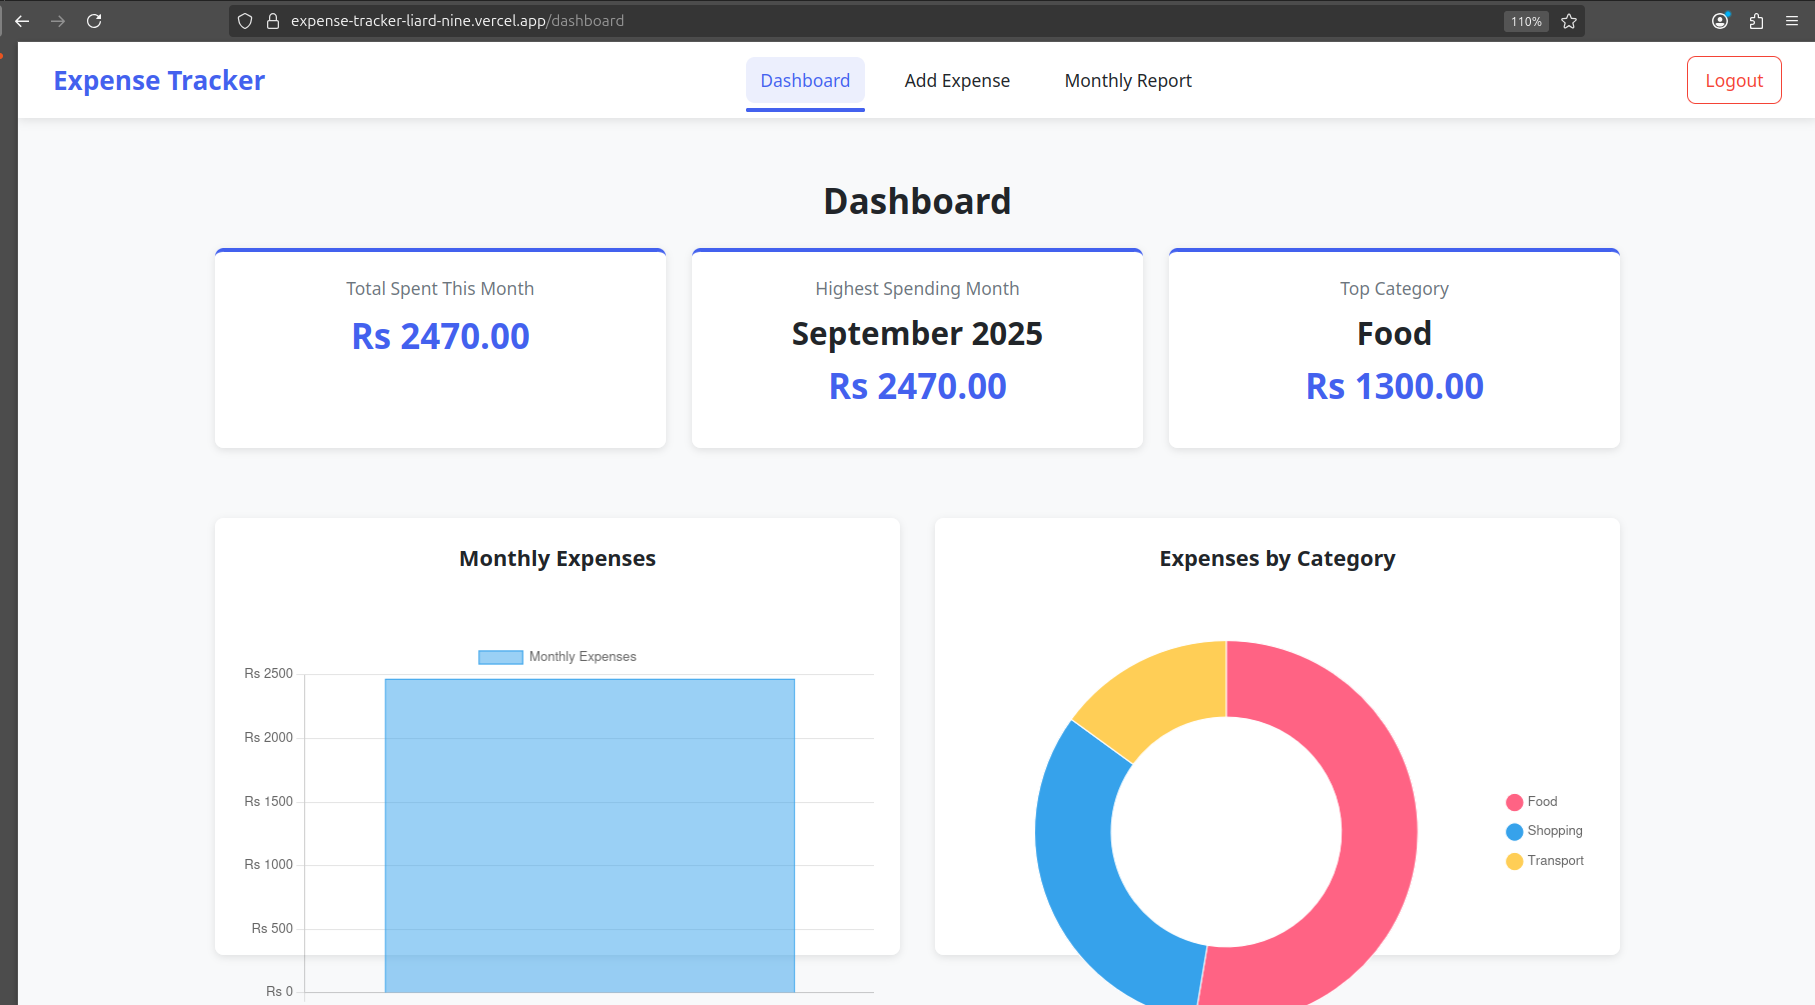 expense-tracker-liard-nine.vercel.app/dashboard
110%
Expense Tracker
Dashboard
Add Expense
Monthly Report
Logout
Dashboard
Total Spent This Month
Rs 2470.00
Highest Spending Month
September 2025
Rs 2470.00
Top Category
Food
Rs 1300.00
Monthly Expenses
Monthly Expenses
Rs 2500
Rs 2000
Rs 1500
Rs 1000
Rs 500
Rs 0
Expenses by Category
Food
Shopping
Transport